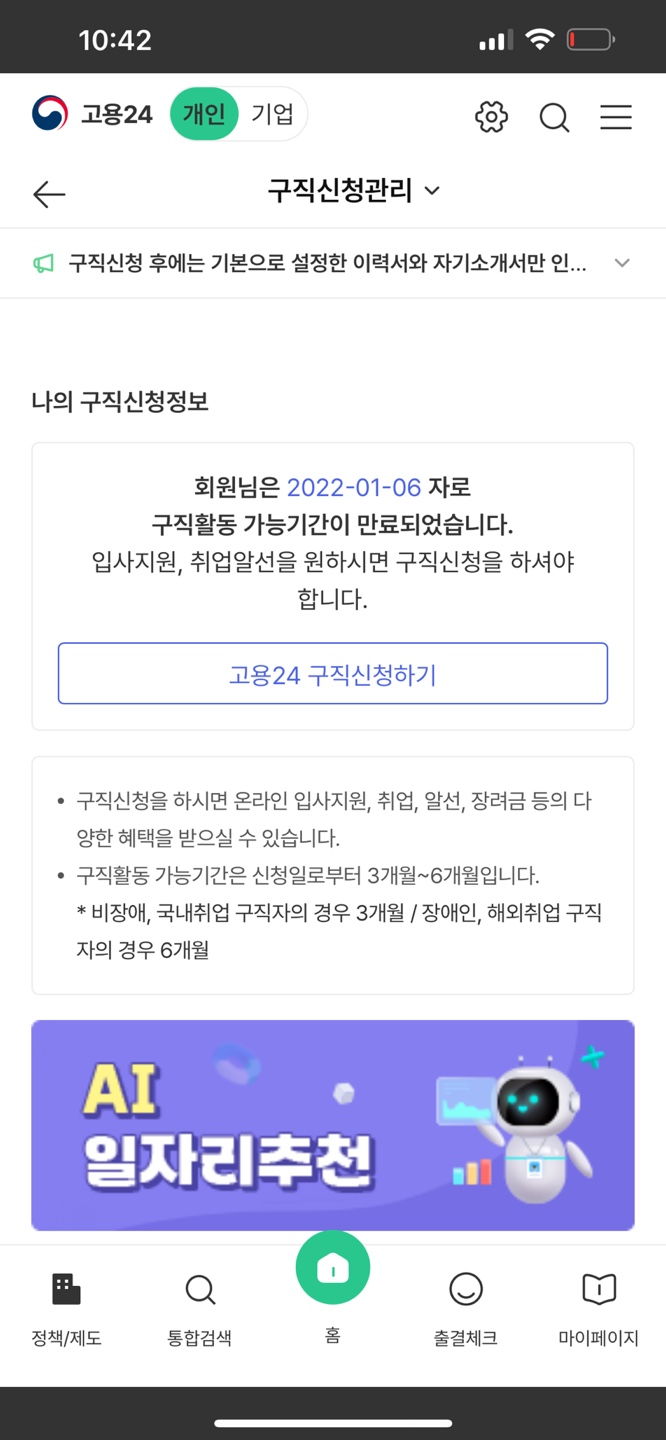 10:42
고용24 개인 기업
구직신청관리
구직신청 후에는 기본으로 설정한 이력서와 자기소개서만 인...
나의 구직신청정보
회원님은 2022-01-06 자로
구직활동 가능기간이 만료되었습니다.
입사지원, 취업알선을 원하시면 구직신청을 하셔야
합니다.
고용24 구직신청하기
• 구직신청을 하시면 온라인 입사지원, 취업, 알선, 장려금 등의 다
양한 혜택을 받으실 수 있습니다.
• 구직활동 가능기간은 신청일로부터 3개월~6개월입니다.
* 비장애, 국내취업 구직자의 경우 3개월 / 장애인, 해외취업 구직
자의 경우 6개월
AI
일자리추천
정책/제도 통합검색 홈 출결체크 마이페이지